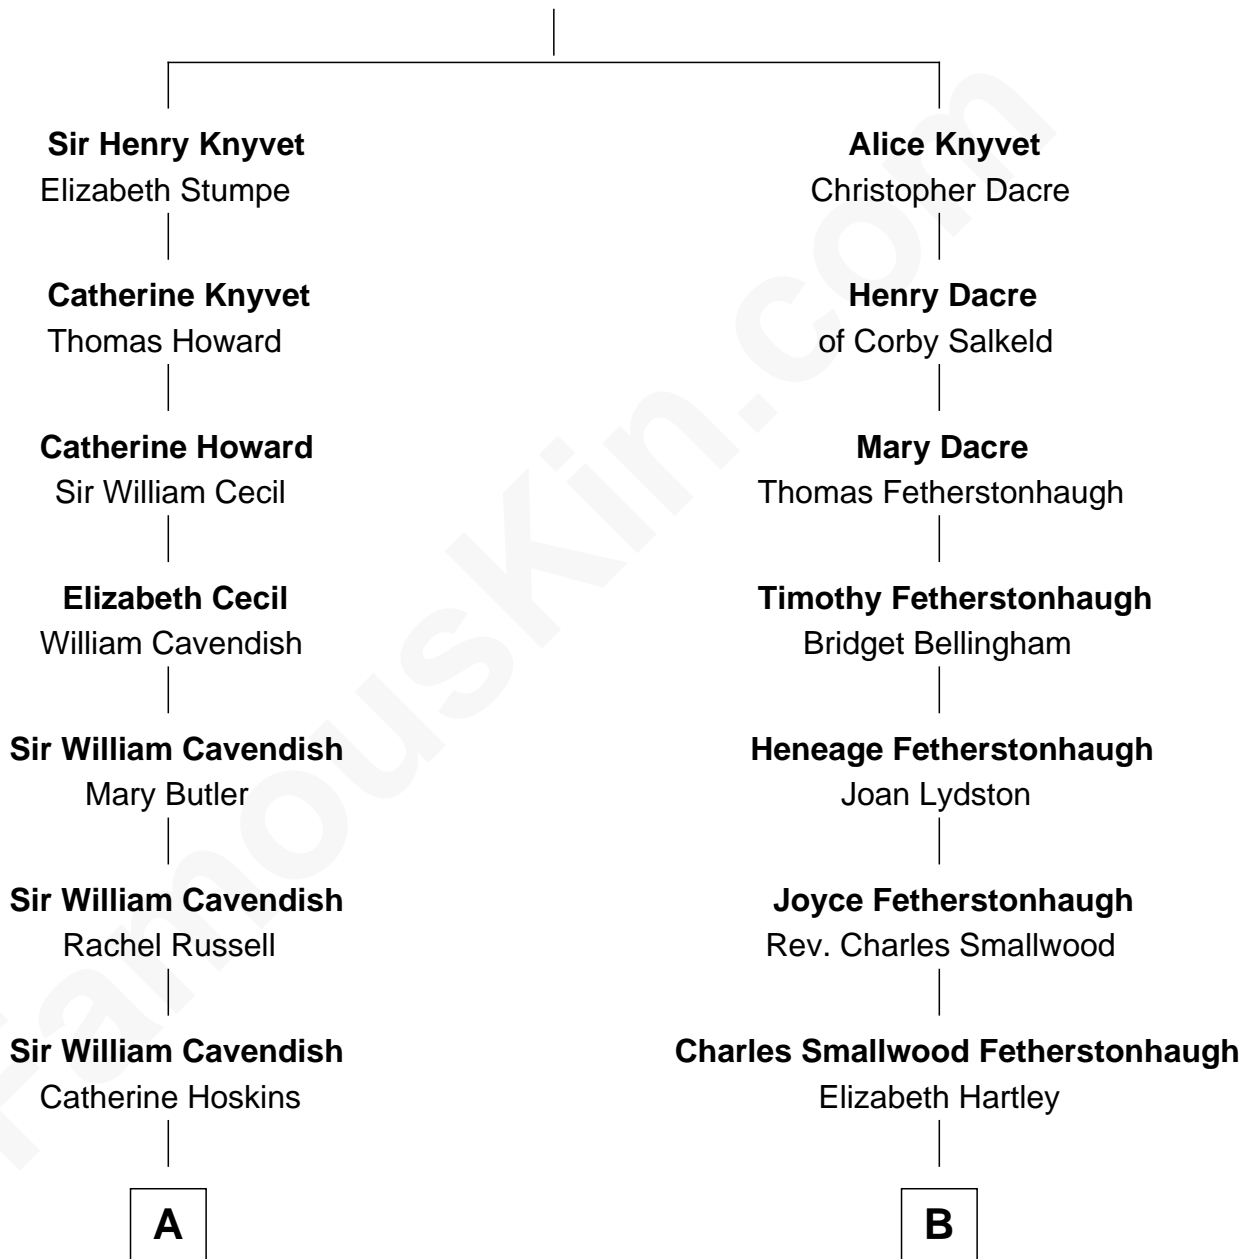 Sir Henry Knyvet
Elizabeth Stumpe
Catherine Knyvet
Thomas Howard
Catherine Howard
Sir William Cecil
Elizabeth Cecil
William Cavendish
Sir William Cavendish
Mary Butler
Sir William Cavendish
Rachel Russell
Sir William Cavendish
Catherine Hoskins
A
Alice Knyvet
Christopher Dacre
Henry Dacre
of Corby Salkeld
Mary Dacre
Thomas Fetherstonhaugh
Timothy Fetherstonhaugh
Bridget Bellingham
Heneage Fetherstonhaugh
Joan Lydston
Joyce Fetherstonhaugh
Rev. Charles Smallwood
Charles Smallwood Fetherstonhaugh
Elizabeth Hartley
B
FamousKin.com